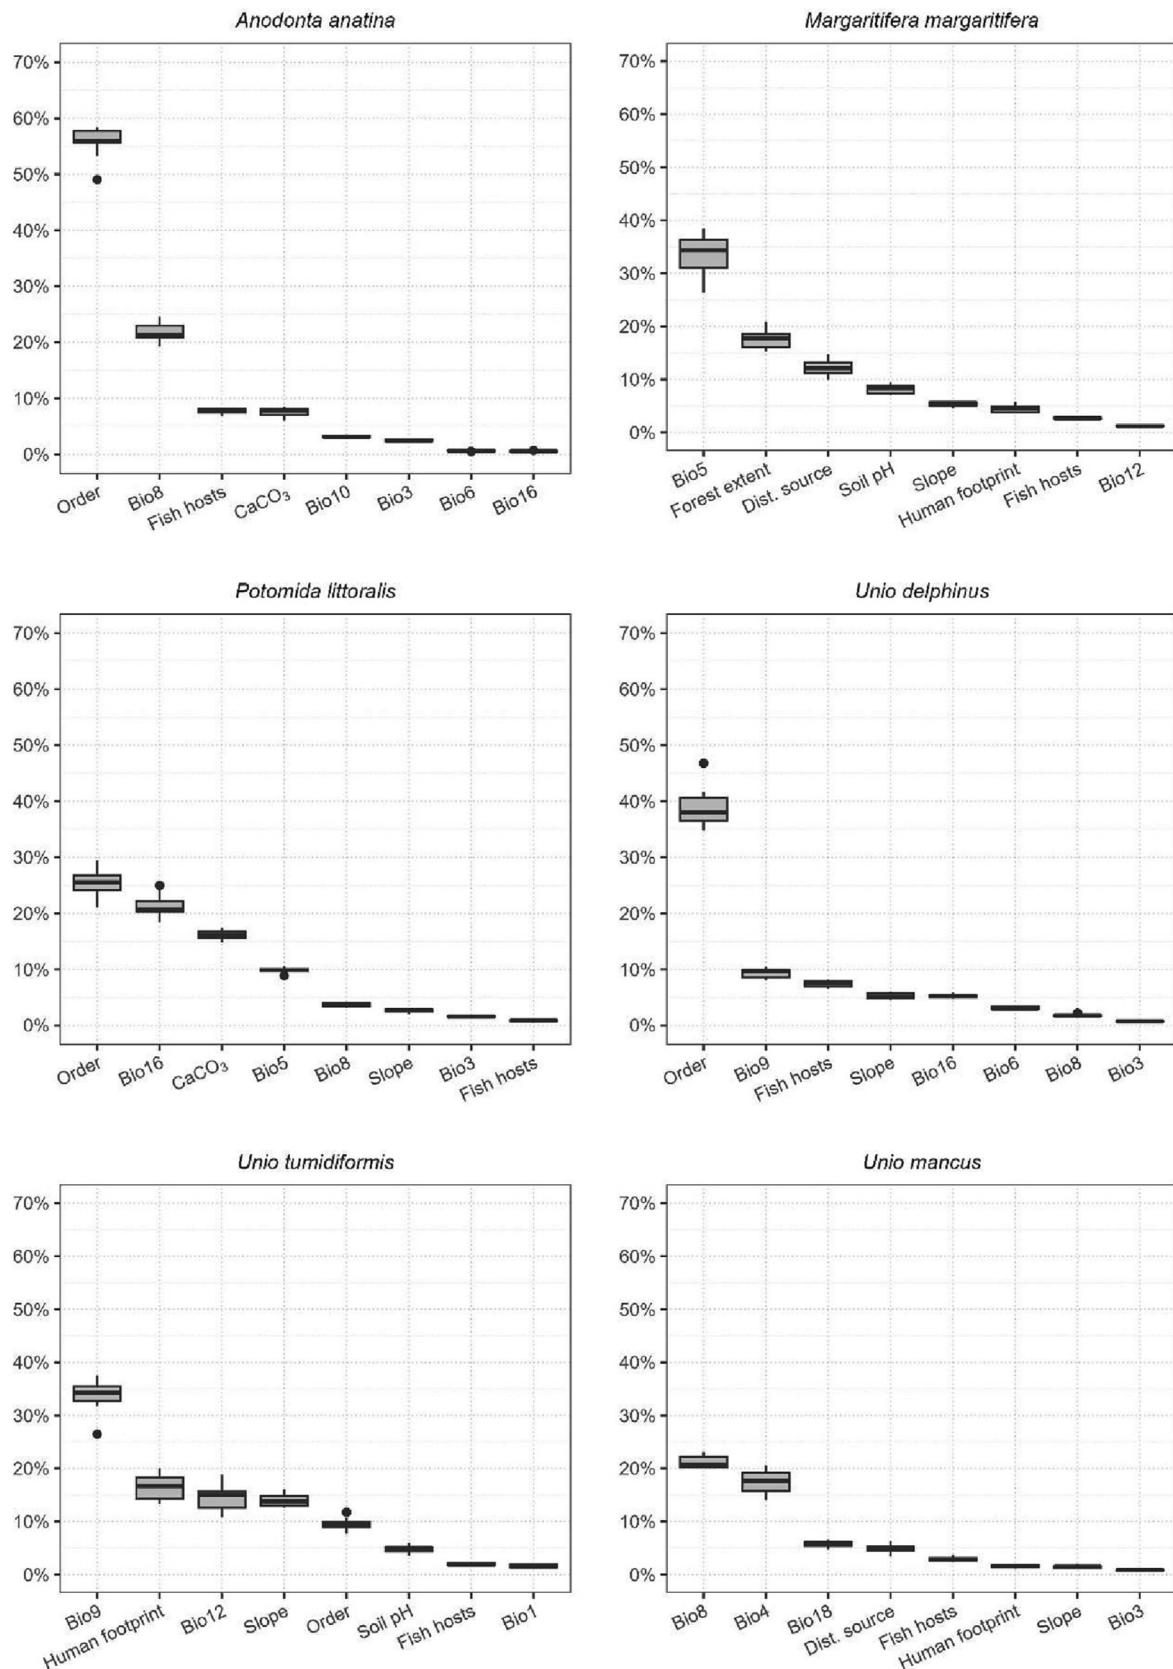 Anodonta anatina
70%
60%
50%
40%
30%
20%
10%
0%
Order
Bio8
Fish hosts
CaCO₃
Bio10
Bio3
Bio6
Bio16
Margaritifera margaritifera
70%
60%
50%
40%
30%
20%
10%
0%
Bio5
Forest extent
Dist. source
Soil pH
Slope
Human footprint
Fish hosts
Bio12
Potomida littoralis
70%
60%
50%
40%
30%
20%
10%
0%
Order
Bio16
CaCO₃
Bio5
Bio8
Slope
Bio3
Fish hosts
Unio delphinus
70%
60%
50%
40%
30%
20%
10%
0%
Order
Bio9
Fish hosts
Slope
Bio16
Bio6
Bio8
Bio3
Unio tumidiformis
70%
60%
50%
40%
30%
20%
10%
0%
Bio9
Human footprint
Bio12
Slope
Order
Soil pH
Fish hosts
Bio1
Unio mancus
70%
60%
50%
40%
30%
20%
10%
0%
Bio8
Bio4
Bio18
Dist. source
Fish hosts
Human footprint
Slope
Bio3